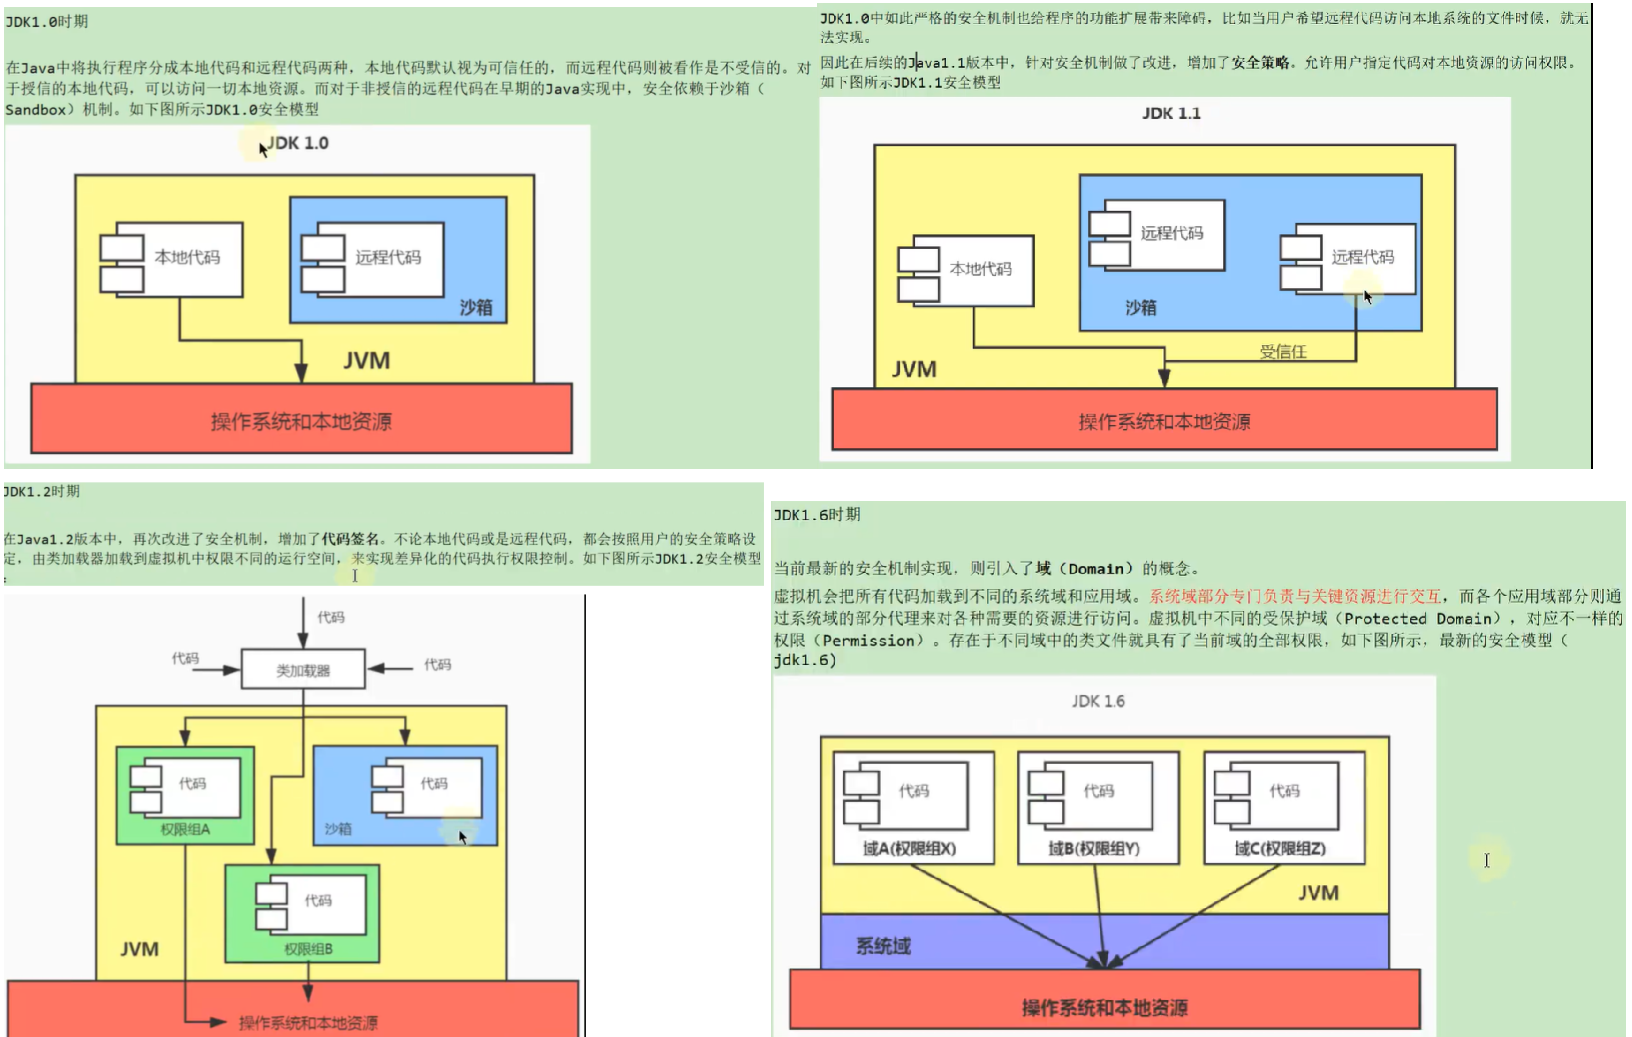 JDK1.0时期
在Java中将执行程序分成本地代码和远程代码两种，本地代码默认视为可信任的，而远程代码则被看作是不受信的。对
于授信的本地代码，可以访问一切本地资源。而对于非授信的远程代码在早期的Java实现中，安全依赖于沙箱（
Sandbox）机制。如下图所示JDK1.0安全模型
JDK 1.0
本地代码
远程代码
沙箱
JVM
操作系统和本地资源
JDK1.0中如此严格的安全机制也给程序的功能扩展带来障碍，比如当用户希望远程代码访问本地系统的文件时候，就无
法实现。
因此在后续的Java1.1版本中，针对安全机制做了改进，增加了安全策略。允许用户指定代码对本地资源的访问权限。
如下图所示JDK1.1安全模型
JDK 1.1
远程代码
远程代码
本地代码
沙箱
受信任
JVM
操作系统和本地资源
JDK1.2时期
在Java1.2版本中，再次改进了安全机制，增加了代码签名。不论本地代码或是远程代码，都会按照用户的安全策略设
定，由类加载器加载到虚拟机中权限不同的运行空间，来实现差异化的代码执行权限控制。如下图所示JDK1.2安全模型
：
代码
代码
类加载器
代码
代码
权限组A
代码
沙箱
代码
权限组B
JVM
操作系统和本地资源
JDK1.6时期
当前最新的安全机制实现，则引入了域（Domain）的概念。
虚拟机会把所有代码加载到不同的系统域和应用域。系统域部分专门负责与关键资源进行交互，而各个应用域部分则通
过系统域的部分代理来对各种需要的资源进行访问。虚拟机中不同的受保护域（Protected Domain），对应不一样的
权限（Permission）。存在于不同域中的类文件就具有了当前域的全部权限，如下图所示，最新的安全模型（
jdk1.6）
JDK 1.6
代码
代码
代码
域A(权限组X)
域B(权限组Y)
域C(权限组Z)
JVM
系统域
操作系统和本地资源